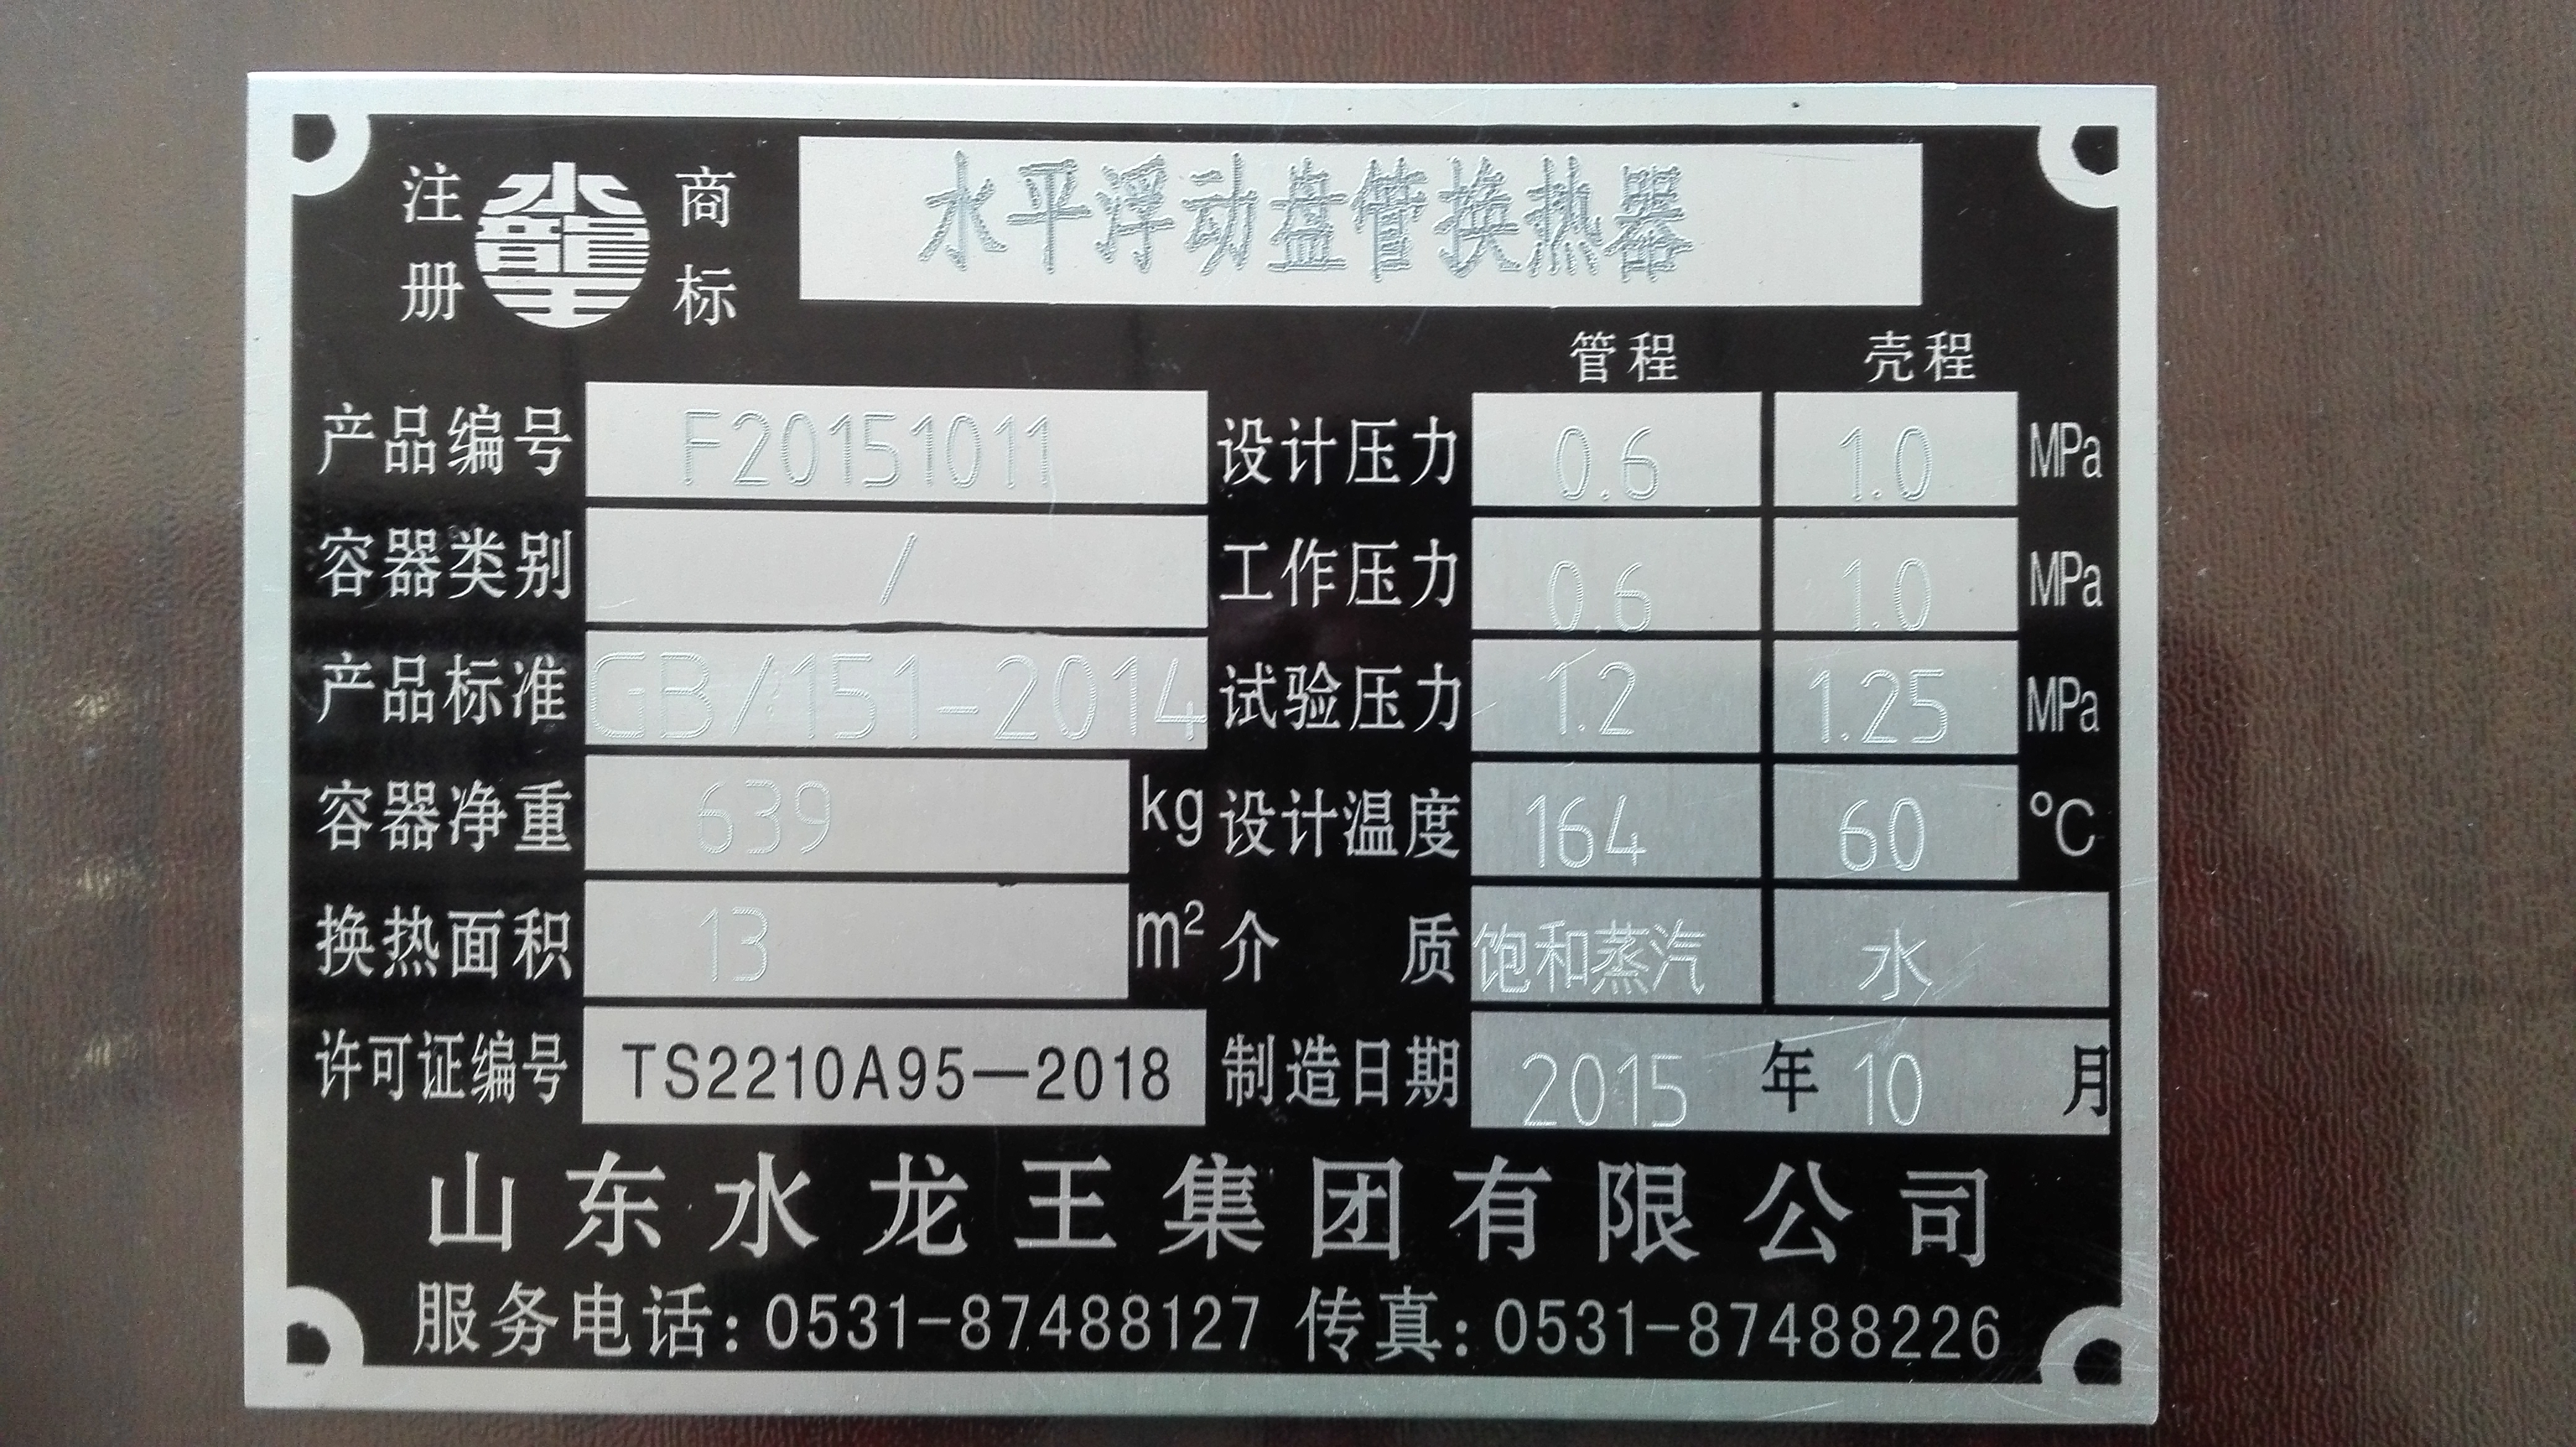 注册 水龍王 商标 水平浮动盘管换热器
管程 壳程
产品编号 F20151011 设计压力 0.6 1.0 MPa
容器类别 / 工作压力 0.6 1.0 MPa
产品标准 GB/151-2014 试验压力 1.2 1.25 MPa
容器净重 639 kg 设计温度 164 60 °C
换热面积 13 m² 介质 饱和蒸汽 水
许可证编号 TS2210A95—2018 制造日期 2015 年 10 月
山东水龙王集团有限公司
服务电话:0531-87488127 传真:0531-87488226